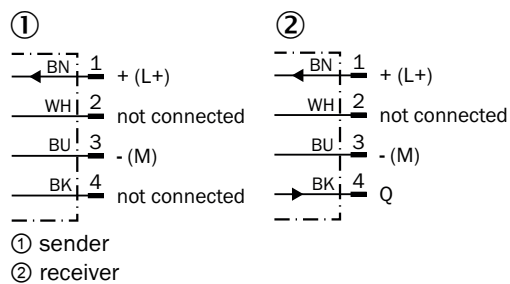 ① ②
BN 1 + (L+) BN 1 + (L+)
WH 2 not connected WH 2 not connected
BU 3 - (M) BU 3 - (M)
BK 4 not connected BK 4 Q
① sender
② receiver